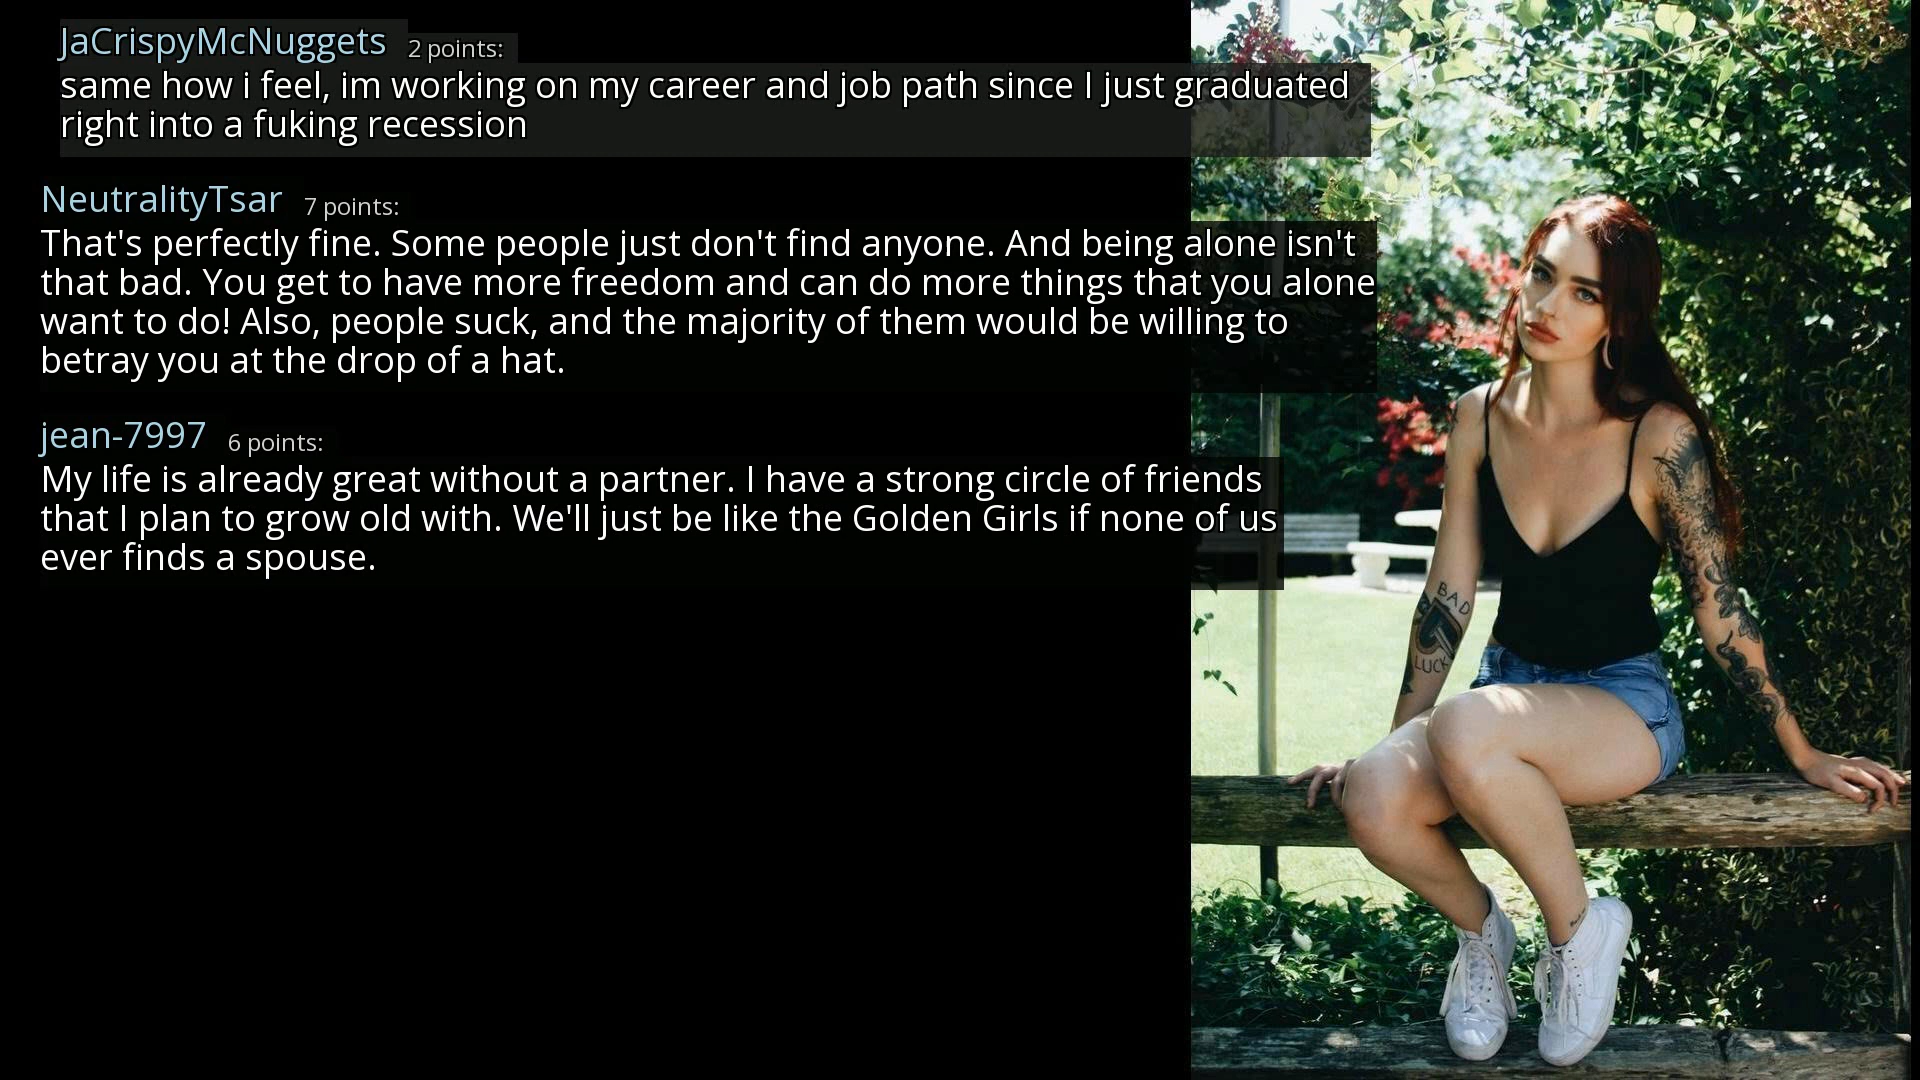 JaCrispyMcNuggets 2 points:
same how i feel, im working on my career and job path since I just graduated
right into a fuking recession
NeutralityTsar 7 points:
That's perfectly fine. Some people just don't find anyone. And being alone isn't
that bad. You get to have more freedom and can do more things that you alone
want to do! Also, people suck, and the majority of them would be willing to
betray you at the drop of a hat.
jean-7997 6 points:
My life is already great without a partner. I have a strong circle of friends
that I plan to grow old with. We'll just be like the Golden Girls if none of us
ever finds a spouse.
BAD
LUCK